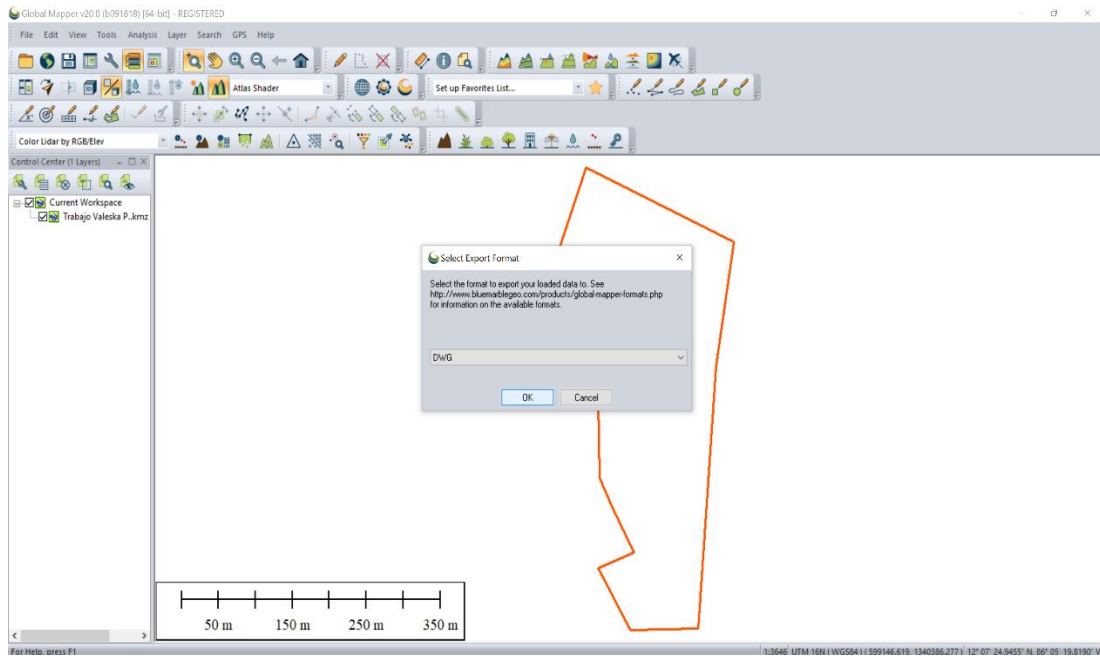 Global Mapper v20.0 (b091818) [64-bit] - REGISTERED
File Edit View Tools Analysis Layer Search GPS Help
Atlas Shader
Set up Favorites List...
Color Lidar by RGB/Elev
Control Center (1 Layers)
Current Workspace
Trabajo Valeska P..kmz
Select Export Format
Select the format to export your loaded data to. See
http://www.bluemarblegeo.com/products/global-mapper-formats.php
for information on the available formats.
DWG
OK Cancel
50 m 150 m 250 m 350 m
For Help, press F1
1:3646 UTM 16N ( WGS84 ) ( 599146.619, 1340386.277 ) 12° 07' 24.9455" N, 86° 05' 19.8190" W